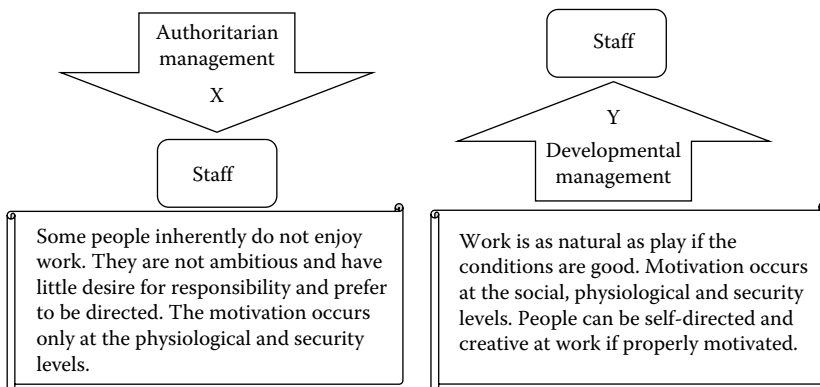 Authoritarian
management
X
Staff
Some people inherently do not enjoy
work. They are not ambitious and have
little desire for responsibility and prefer
to be directed. The motivation occurs
only at the physiological and security
levels.
Staff
Y
Developmental
management
Work is as natural as play if the
conditions are good. Motivation occurs
at the social, physiological and security
levels. People can be self-directed and
creative at work if properly motivated.